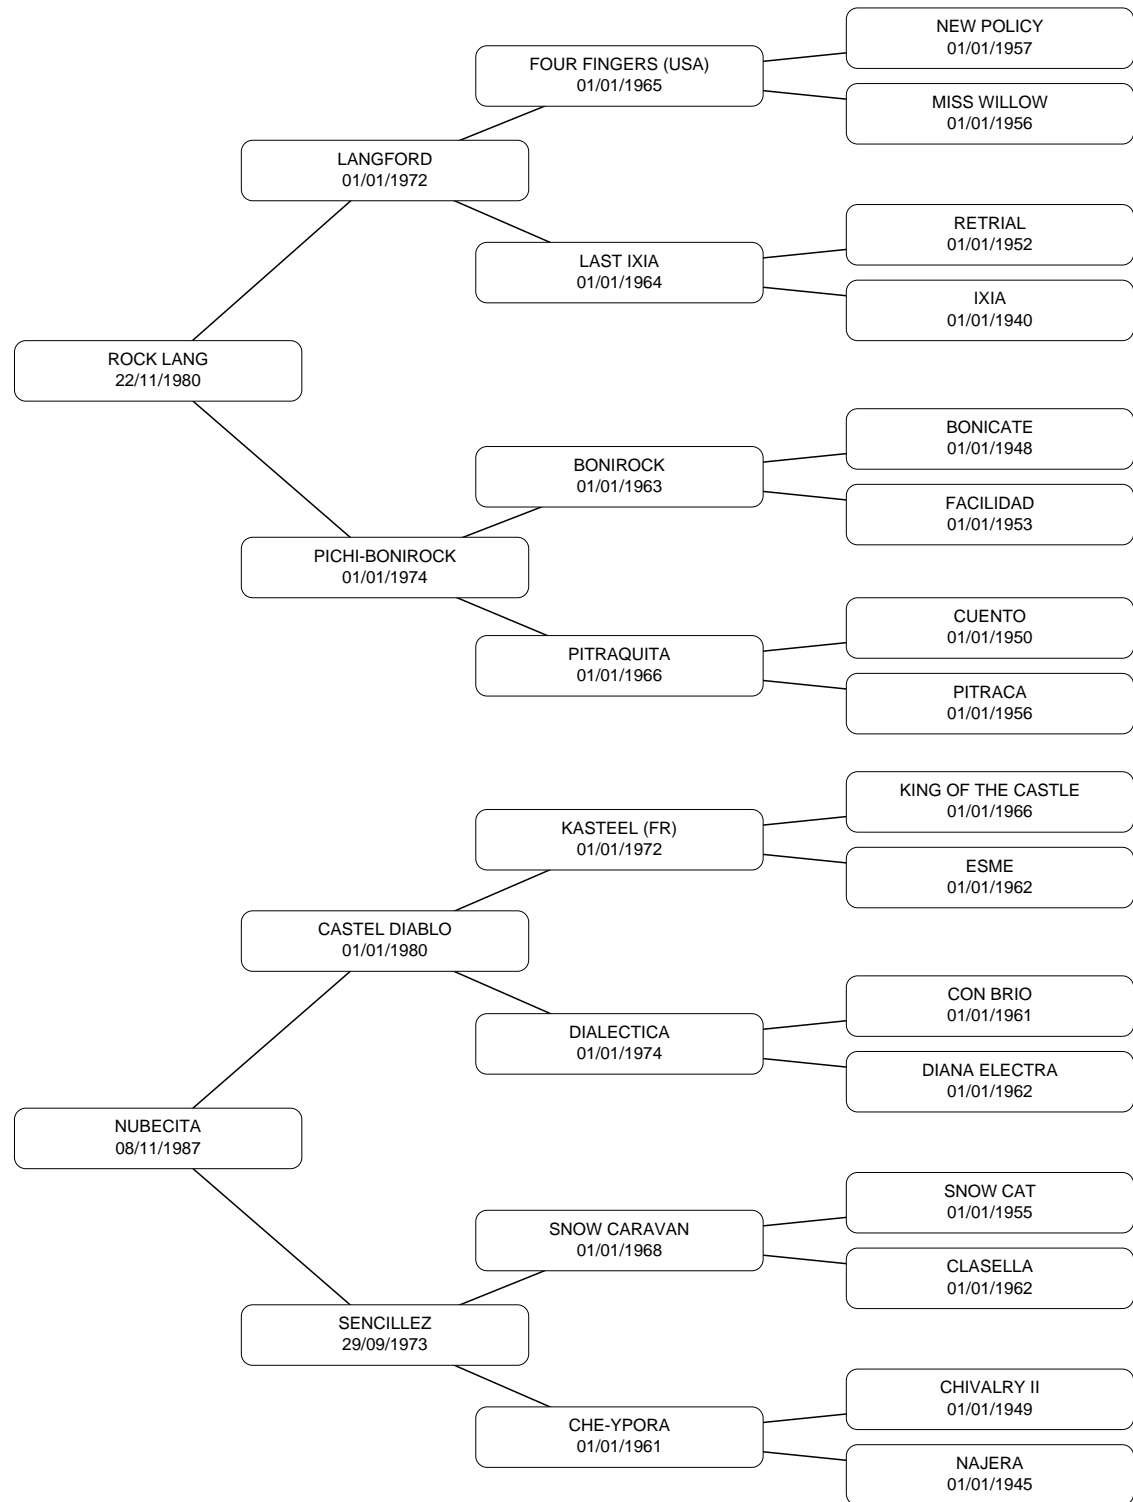 NEW POLICY
01/01/1957
FOUR FINGERS (USA)
01/01/1965
MISS WILLOW
01/01/1956
LANGFORD
01/01/1972
RETRIAL
01/01/1952
LAST IXIA
01/01/1964
IXIA
01/01/1940
ROCK LANG
22/11/1980
BONICATE
01/01/1948
BONIROCK
01/01/1963
FACILIDAD
01/01/1953
PICHI-BONIROCK
01/01/1974
CUENTO
01/01/1950
PITRAQUITA
01/01/1966
PITRACA
01/01/1956
KING OF THE CASTLE
01/01/1966
KASTEEL (FR)
01/01/1972
ESME
01/01/1962
CASTEL DIABLO
01/01/1980
CON BRIO
01/01/1961
DIALECTICA
01/01/1974
DIANA ELECTRA
01/01/1962
NUBECITA
08/11/1987
SNOW CAT
01/01/1955
SNOW CARAVAN
01/01/1968
CLASELLA
01/01/1962
SENCILLEZ
29/09/1973
CHIVALRY II
01/01/1949
CHE-YPORA
01/01/1961
NAJERA
01/01/1945